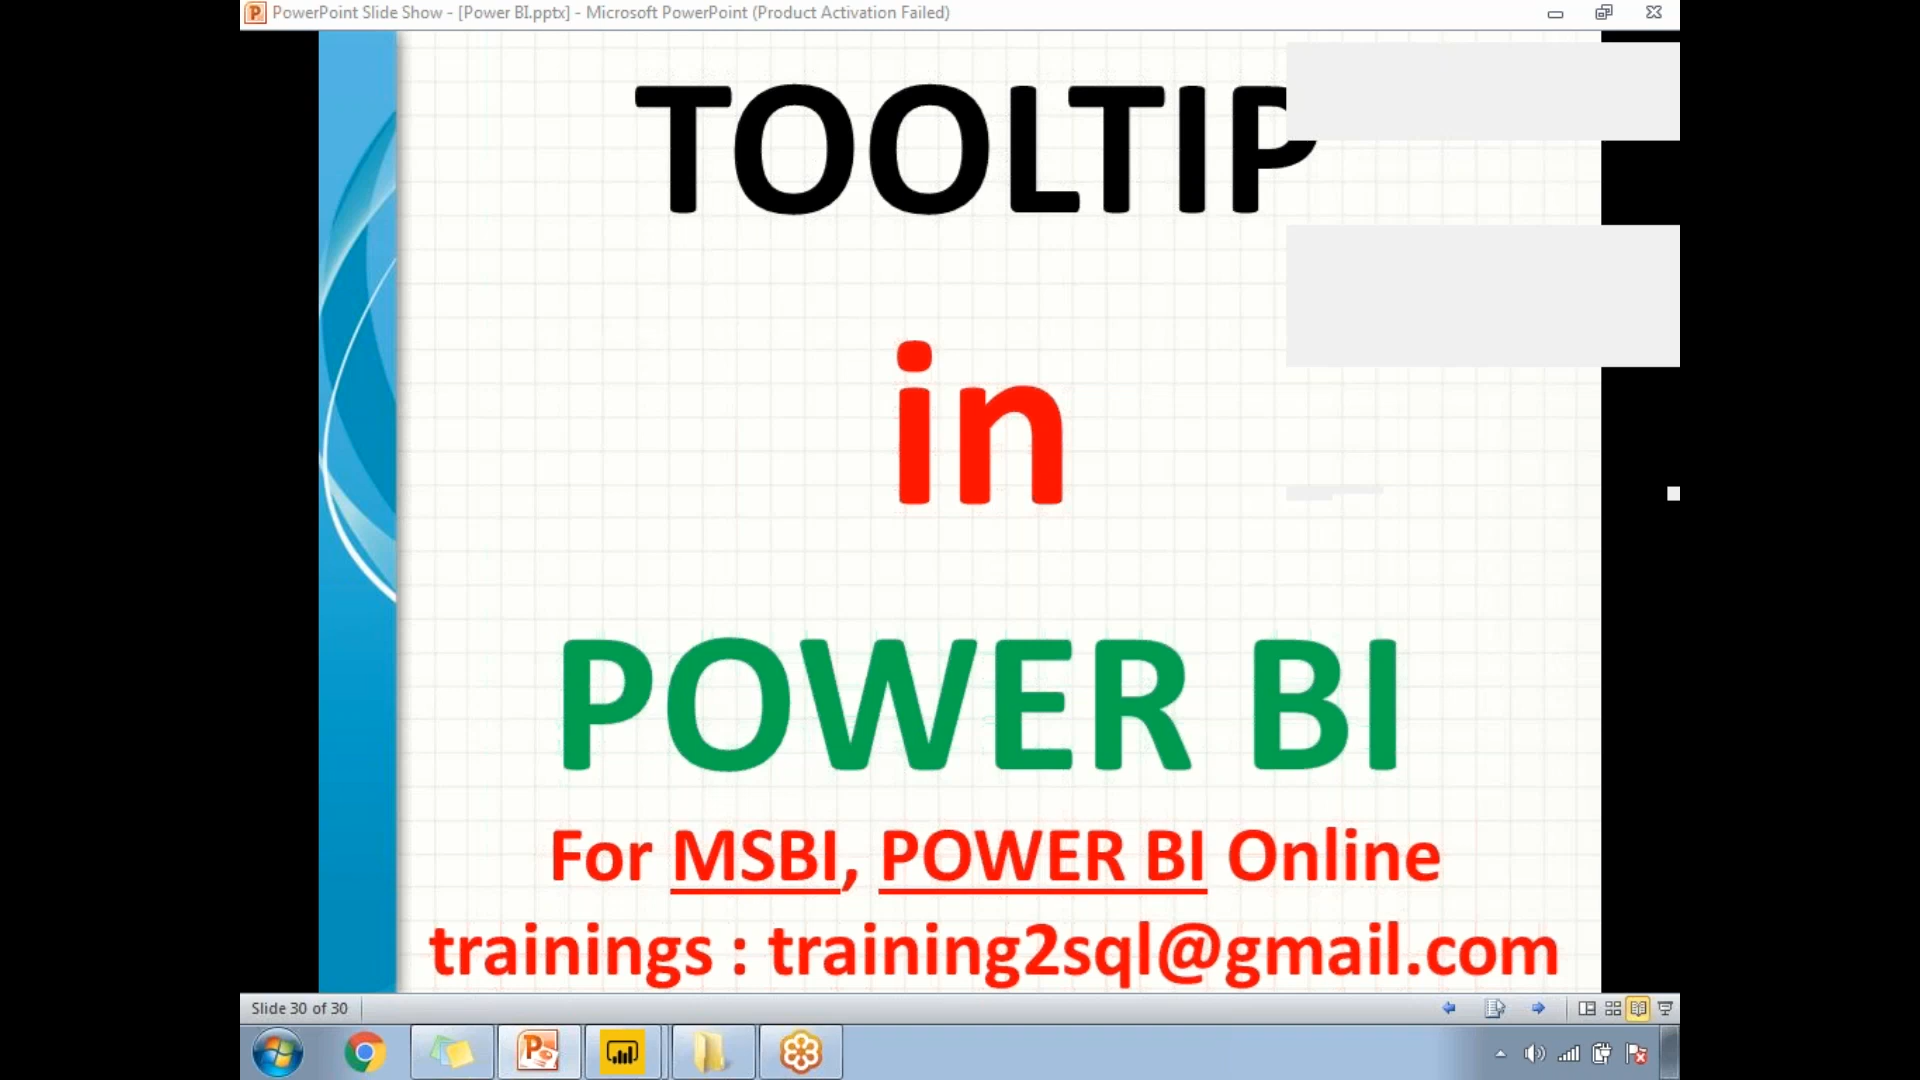 PowerPoint Slide Show - [Power BI.pptx] - Microsoft PowerPoint (Product Activation Failed)
TOOLTIP
in
POWER BI
For MSBI, POWER BI Online
trainings : training2sql@gmail.com
Slide 30 of 30